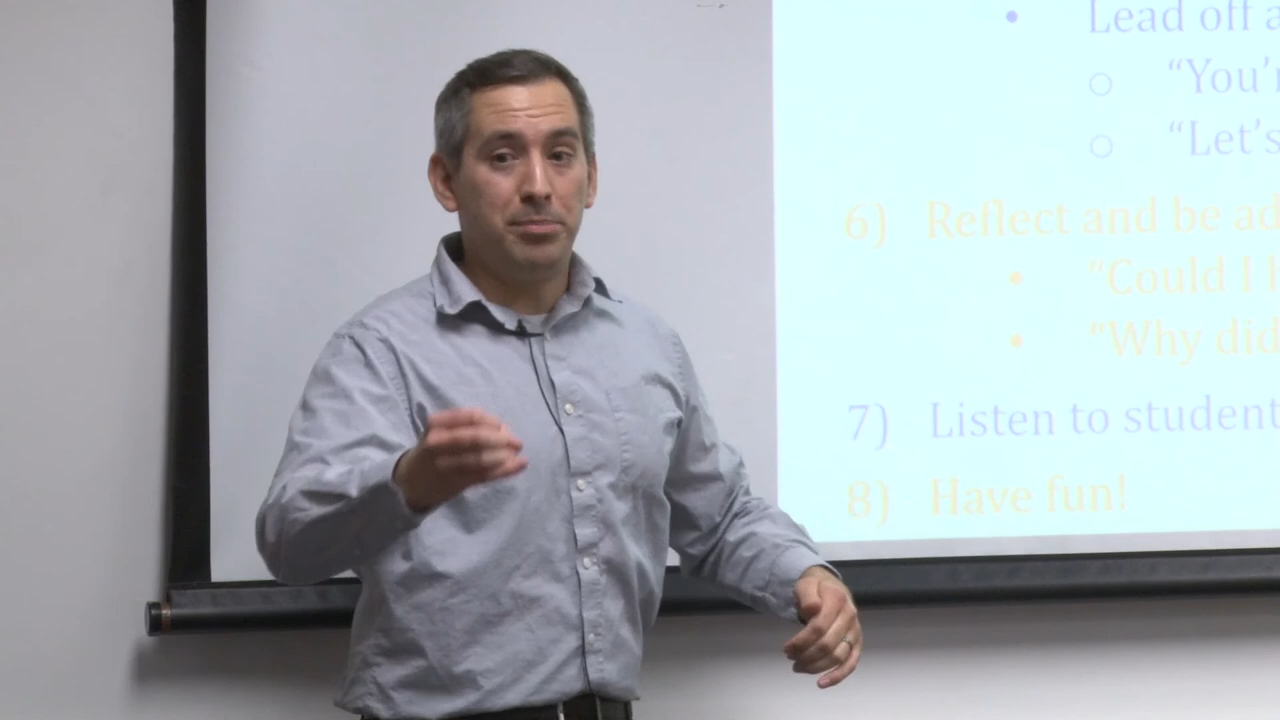 • Lead off a
○ “You’r
○ “Let’s
6) Reflect and be ad
• “Could I h
• “Why did
7) Listen to student
8) Have fun!